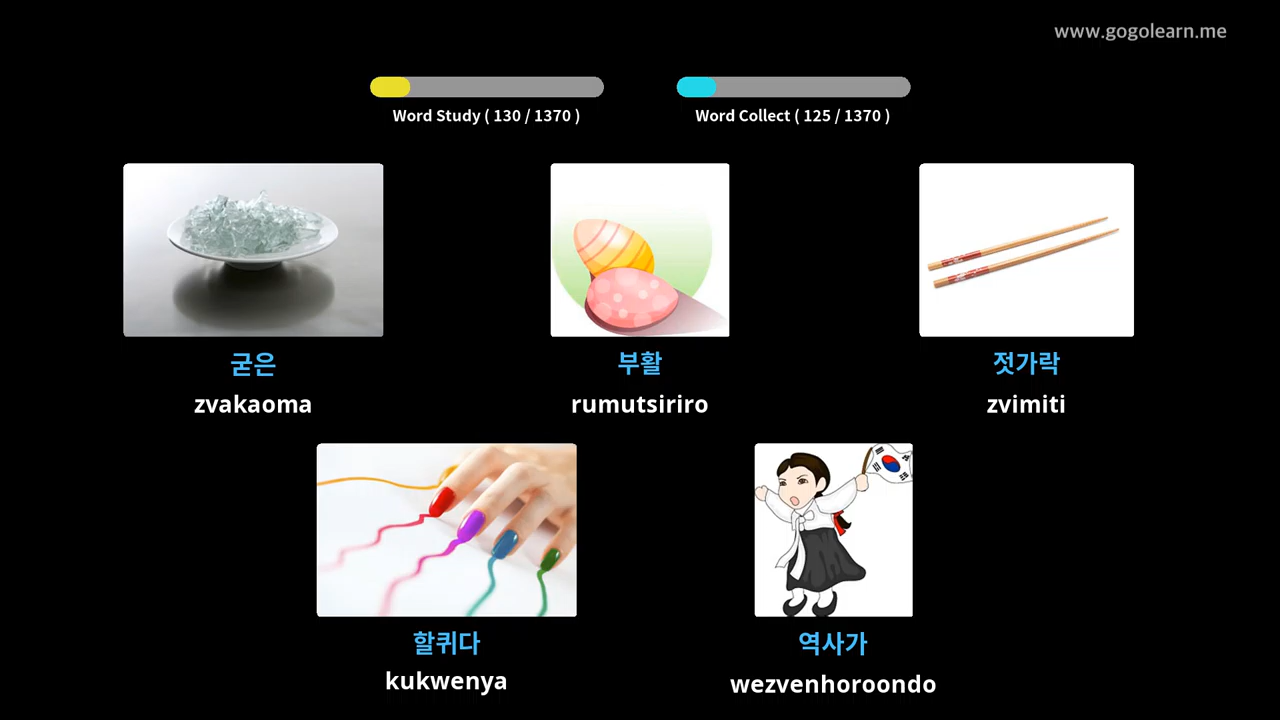 www.gogolearn.me
Word Study ( 130 / 1370 )
Word Collect ( 125 / 1370 )
굳은
zvakaoma
부활
rumutsiriro
젓가락
zvimiti
할퀴다
kukwenya
역사가
wezvenhoroondo